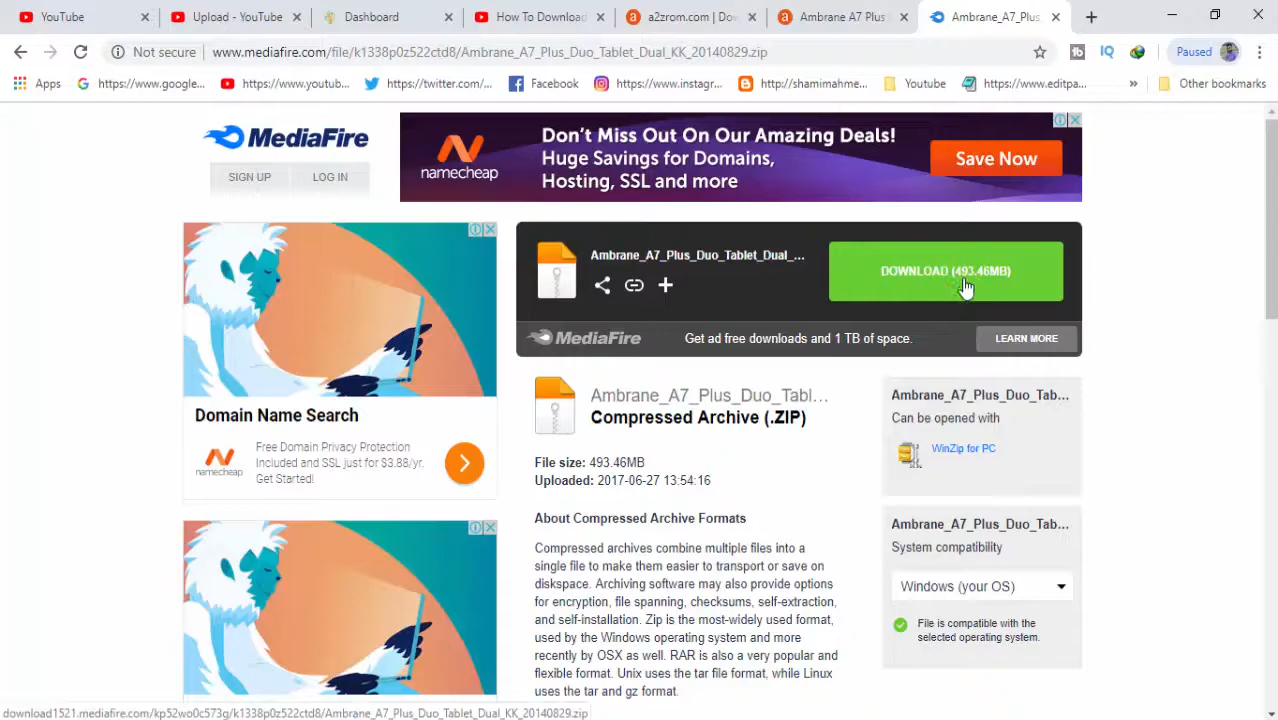 YouTube
Upload - YouTube
Dashboard
How To Download
a2zrom.com | Do
Ambrane A7 Plus
Ambrane_A7_Plus_
Not secure
www.mediafire.com/file/k1338p0z522ctd8/Ambrane_A7_Plus_Duo_Tablet_Dual_KK_20140829.zip
Paused
Apps
https://www.google...
https://www.youtub...
https://twitter.com/...
Facebook
https://www.instagr...
http://shamimahme...
Youtube
https://www.editpa...
Other bookmarks
MediaFire
SIGN UP
LOG IN
namecheap
Don't Miss Out On Our Amazing Deals!
Huge Savings for Domains,
Hosting, SSL and more
Save Now
Ambrane_A7_Plus_Duo_Tablet_Dual_...
DOWNLOAD (493.46MB)
MediaFire
Get ad free downloads and 1 TB of space.
LEARN MORE
Domain Name Search
namecheap
Free Domain Privacy Protection
Included and SSL just for $3.88/yr.
Get Started!
Ambrane_A7_Plus_Duo_Tabl...
Compressed Archive (.ZIP)
File size: 493.46MB
Uploaded: 2017-06-27 13:54:16
About Compressed Archive Formats
Compressed archives combine multiple files into a
single file to make them easier to transport or save on
diskspace. Archiving software may also provide options
for encryption, file spanning, checksums, self-extraction,
and self-installation. Zip is the most-widely used format,
used by the Windows operating system and more
recently by OSX as well. RAR is also a very popular and
flexible format. Unix uses the tar file format, while Linux
uses the tar and gz format.
Ambrane_A7_Plus_Duo_Tab...
Can be opened with
WinZip for PC
Ambrane_A7_Plus_Duo_Tab...
System compatibility
Windows (your OS)
File is compatible with the
selected operating system.
download1521.mediafire.com/kp52wo0c573g/k1338p0z522ctd8/Ambrane_A7_Plus_Duo_Tablet_Dual_KK_20140829.zip